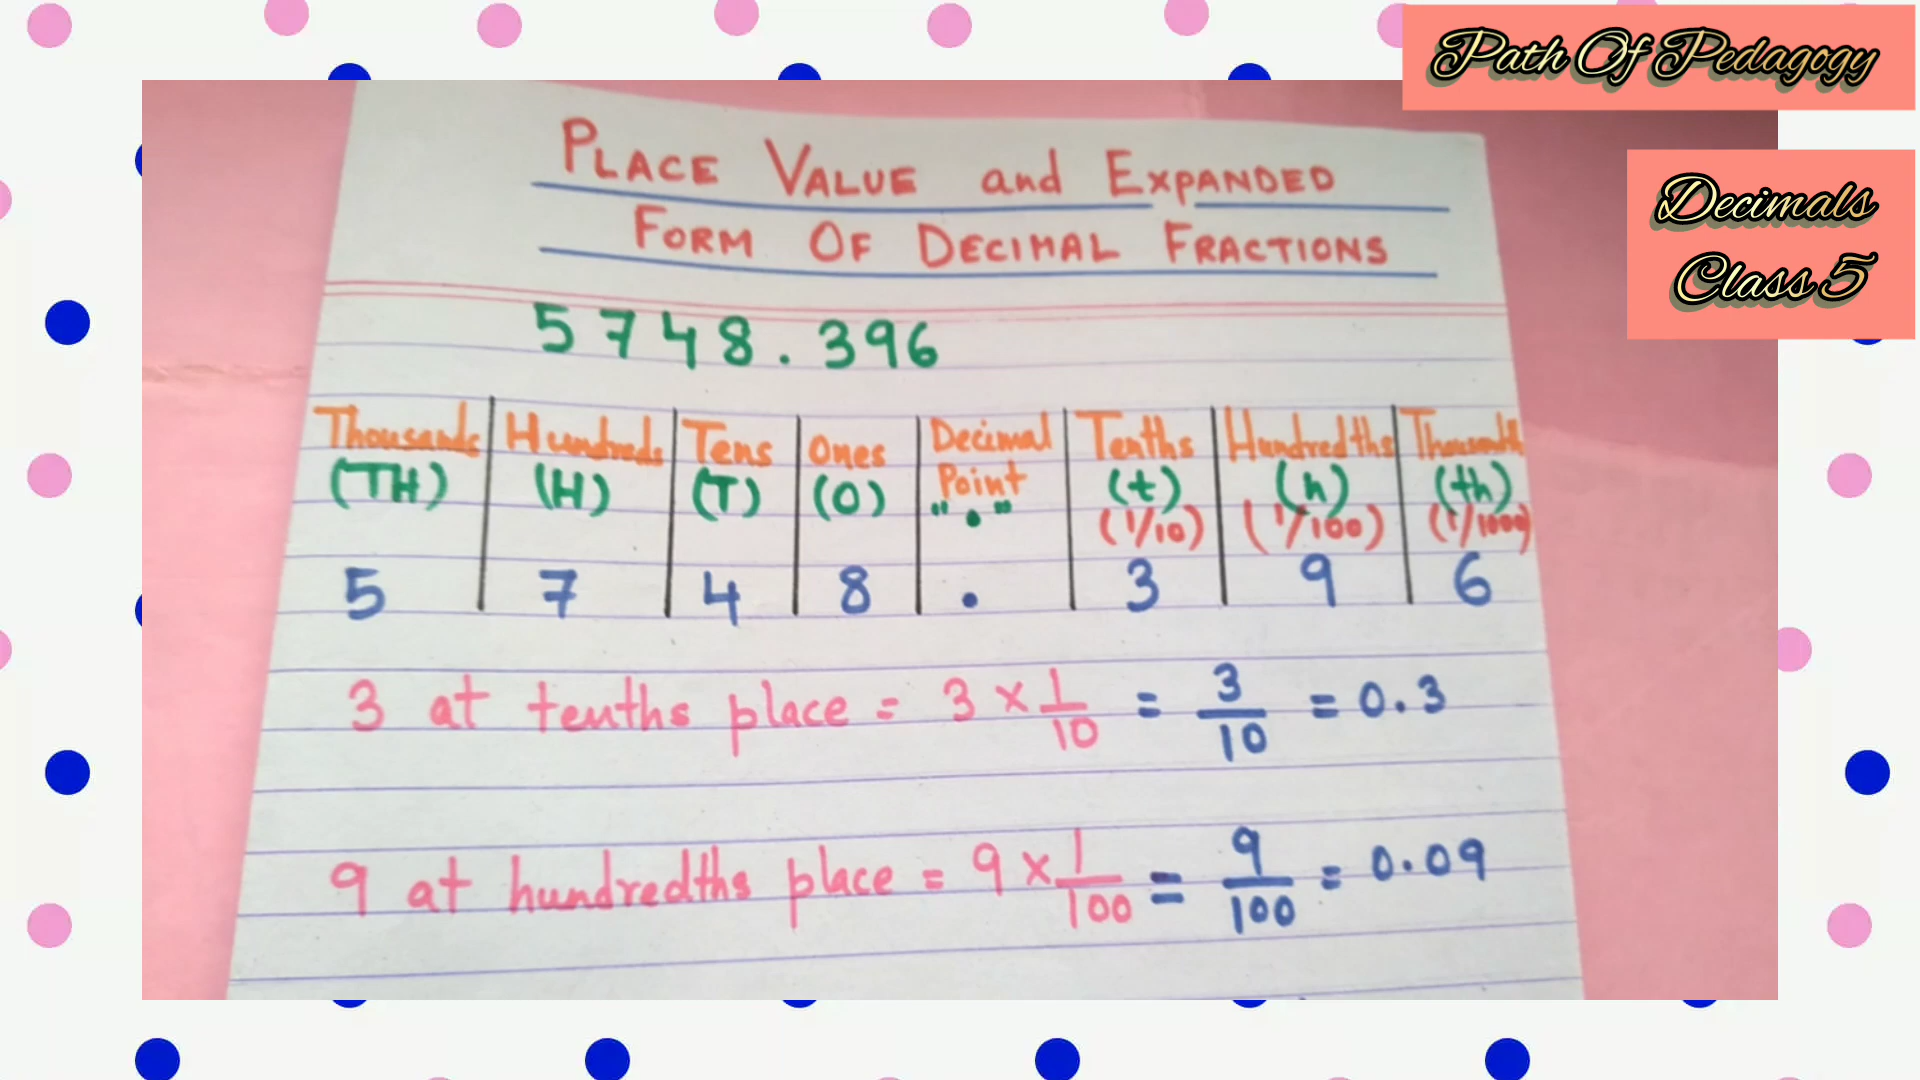 Path Of Pedagogy
Decimals
Class 5
PLACE VALUE and EXPANDED
FORM OF DECIMAL FRACTIONS
5748.396
Thousands Hundreds Tens Ones Decimal Point Tenths Hundredths
(TH) (H) (T) (O) "." (t) (h) (th)
(1/10) (1/100) (1/1000)
5 7 4 8 . 3 9 6
3 at tenths place = 3 × 1/10 = 3/10 = 0.3
9 at hundredths place = 9 × 1/100 = 9/100 = 0.09